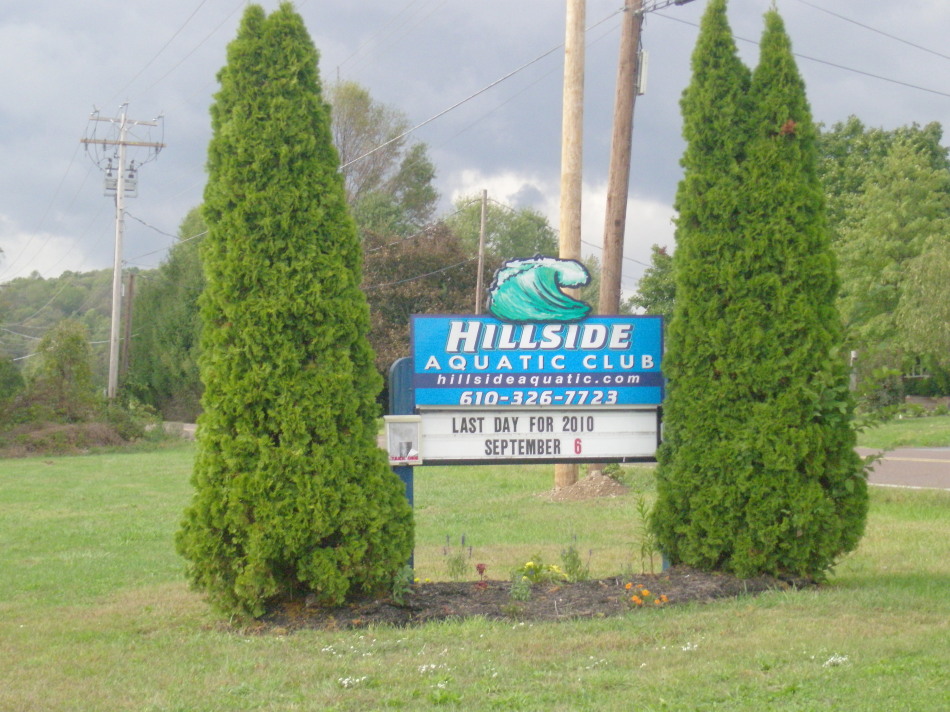 HILLSIDE
AQUATIC CLUB
hillsideaquatic.com
610-326-7723
LAST DAY FOR 2010
SEPTEMBER 6